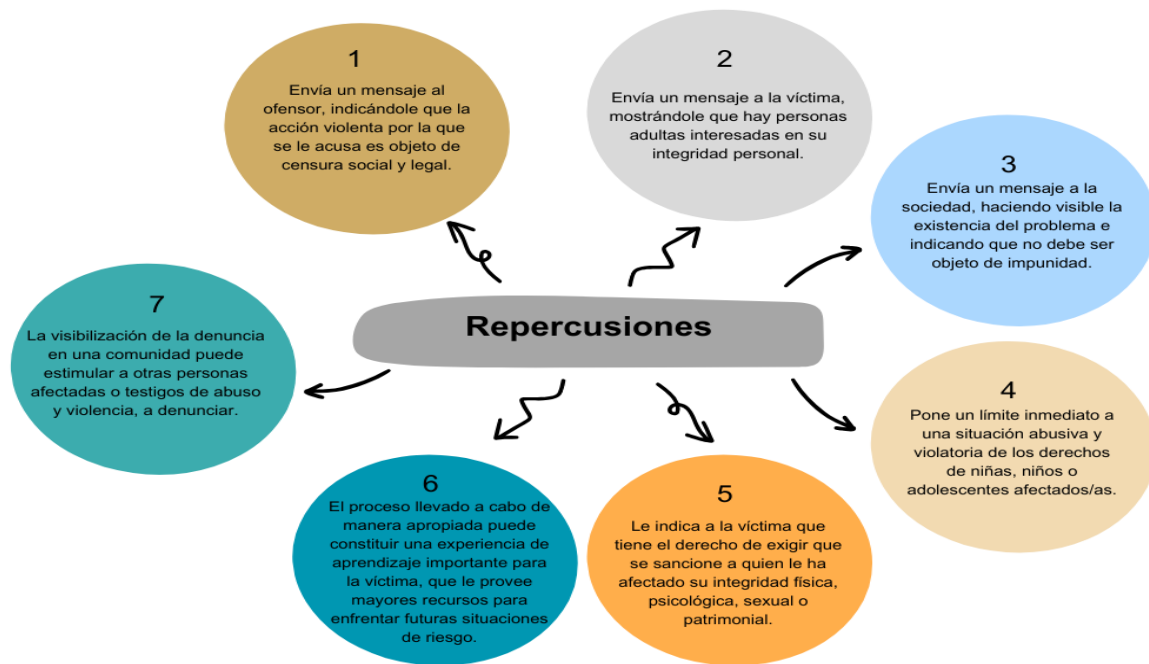 Repercusiones
1
Envía un mensaje al
ofensor, indicándole que la
acción violenta por la que
se le acusa es objeto de
censura social y legal.
2
Envía un mensaje a la víctima,
mostrándole que hay personas
adultas interesadas en su
integridad personal.
3
Envía un mensaje a la
sociedad, haciendo visible la
existencia del problema e
indicando que no debe ser
objeto de impunidad.
4
Pone un límite inmediato a
una situación abusiva y
violatoria de los derechos
de niñas, niños o
adolescentes afectados/as.
5
Le indica a la víctima que
tiene el derecho de exigir que
se sancione a quien le ha
afectado su integridad física,
psicológica, sexual o
patrimonial.
6
El proceso llevado a cabo de
manera apropiada puede
constituir una experiencia de
aprendizaje importante para
la víctima, que le provee
mayores recursos para
enfrentar futuras situaciones
de riesgo.
7
La visibilización de la denuncia
en una comunidad puede
estimular a otras personas
afectadas o testigos de abuso
y violencia, a denunciar.